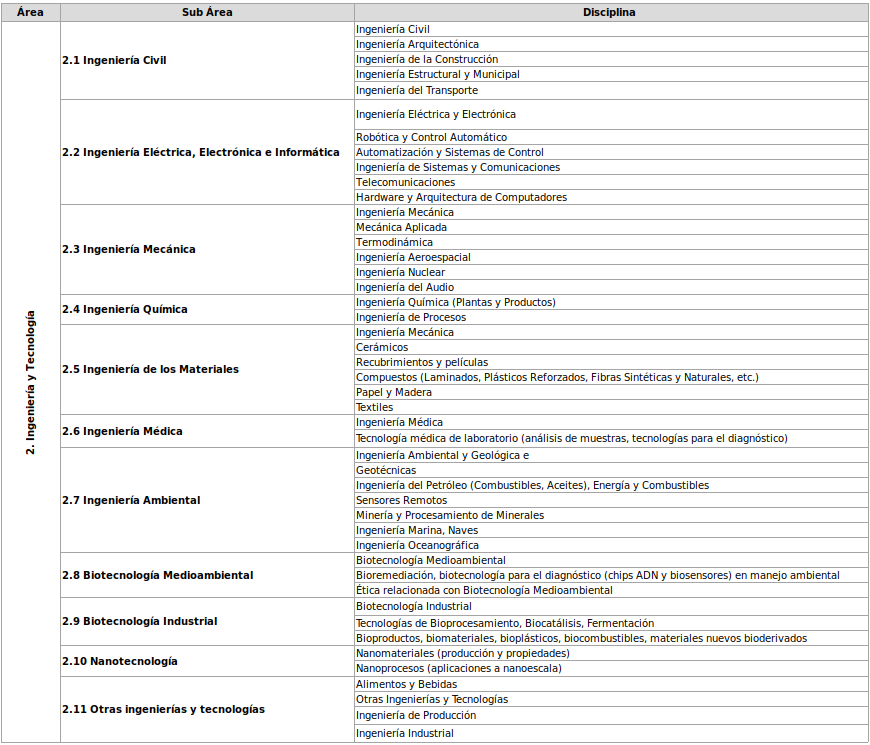 Área Sub Área Disciplina
2. Ingeniería y Tecnología
2.1 Ingeniería Civil
Ingeniería Civil
Ingeniería Arquitectónica
Ingeniería de la Construcción
Ingeniería Estructural y Municipal
Ingeniería del Transporte
2.2 Ingeniería Eléctrica, Electrónica e Informática
Ingeniería Eléctrica y Electrónica
Robótica y Control Automático
Automatización y Sistemas de Control
Ingeniería de Sistemas y Comunicaciones
Telecomunicaciones
Hardware y Arquitectura de Computadores
2.3 Ingeniería Mecánica
Ingeniería Mecánica
Mecánica Aplicada
Termodinámica
Ingeniería Aeroespacial
Ingeniería Nuclear
Ingeniería del Audio
2.4 Ingeniería Química
Ingeniería Química (Plantas y Productos)
Ingeniería de Procesos
2.5 Ingeniería de los Materiales
Ingeniería Mecánica
Cerámicos
Recubrimientos y películas
Compuestos (Laminados, Plásticos Reforzados, Fibras Sintéticas y Naturales, etc.)
Papel y Madera
Textiles
2.6 Ingeniería Médica
Ingeniería Médica
Tecnología médica de laboratorio (análisis de muestras, tecnologías para el diagnóstico)
2.7 Ingeniería Ambiental
Ingeniería Ambiental y Geológica e
Geotécnicas
Ingeniería del Petróleo (Combustibles, Aceites), Energía y Combustibles
Sensores Remotos
Minería y Procesamiento de Minerales
Ingeniería Marina, Naves
Ingeniería Oceanográfica
2.8 Biotecnología Medioambiental
Biotecnología Medioambiental
Bioremediación, biotecnología para el diagnóstico (chips ADN y biosensores) en manejo ambiental
Ética relacionada con Biotecnología Medioambiental
2.9 Biotecnología Industrial
Biotecnología Industrial
Tecnologías de Bioprocesamiento, Biocatálisis, Fermentación
Bioproductos, biomateriales, bioplásticos, biocombustibles, materiales nuevos bioderivados
2.10 Nanotecnología
Nanomateriales (producción y propiedades)
Nanoprocesos (aplicaciones a nanoescala)
2.11 Otras ingenierías y tecnologías
Alimentos y Bebidas
Otras Ingenierías y Tecnologías
Ingeniería de Producción
Ingeniería Industrial